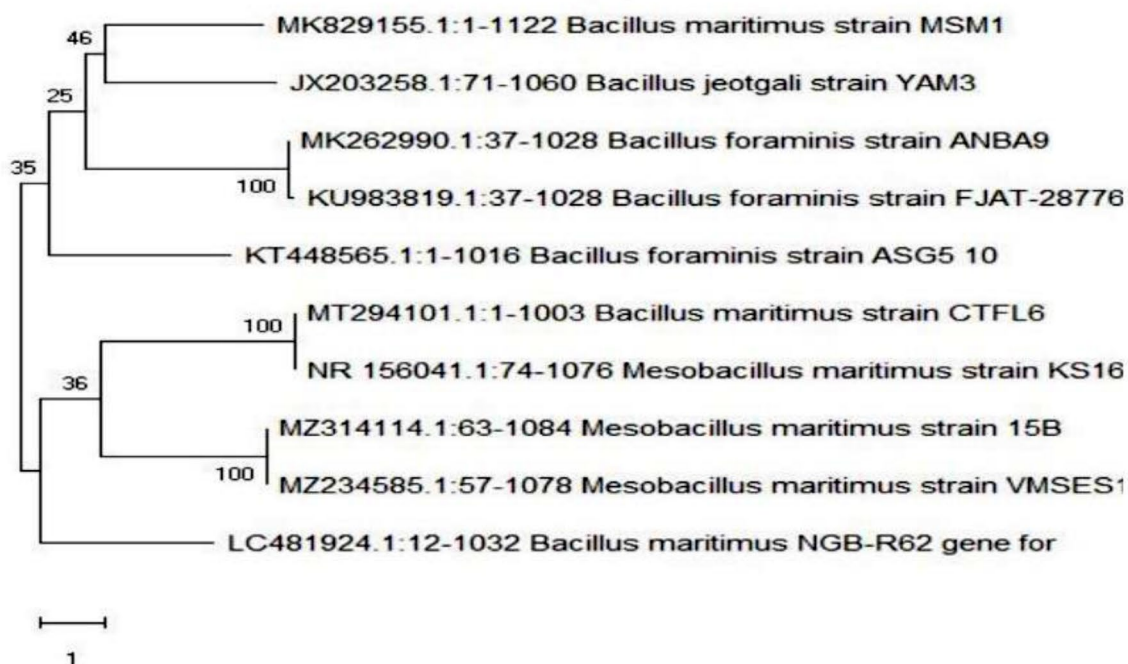 46
MK829155.1:1-1122 Bacillus maritimus strain MSM1
JX203258.1:71-1060 Bacillus jeotgali strain YAM3
25
MK262990.1:37-1028 Bacillus foraminis strain ANBA9
100
KU983819.1:37-1028 Bacillus foraminis strain FJAT-28776
35
KT448565.1:1-1016 Bacillus foraminis strain ASG5 10
100
MT294101.1:1-1003 Bacillus maritimus strain CTFL6
NR 156041.1:74-1076 Mesobacillus maritimus strain KS16
36
MZ314114.1:63-1084 Mesobacillus maritimus strain 15B
100
MZ234585.1:57-1078 Mesobacillus maritimus strain VMSES1
LC481924.1:12-1032 Bacillus maritimus NGB-R62 gene for
1